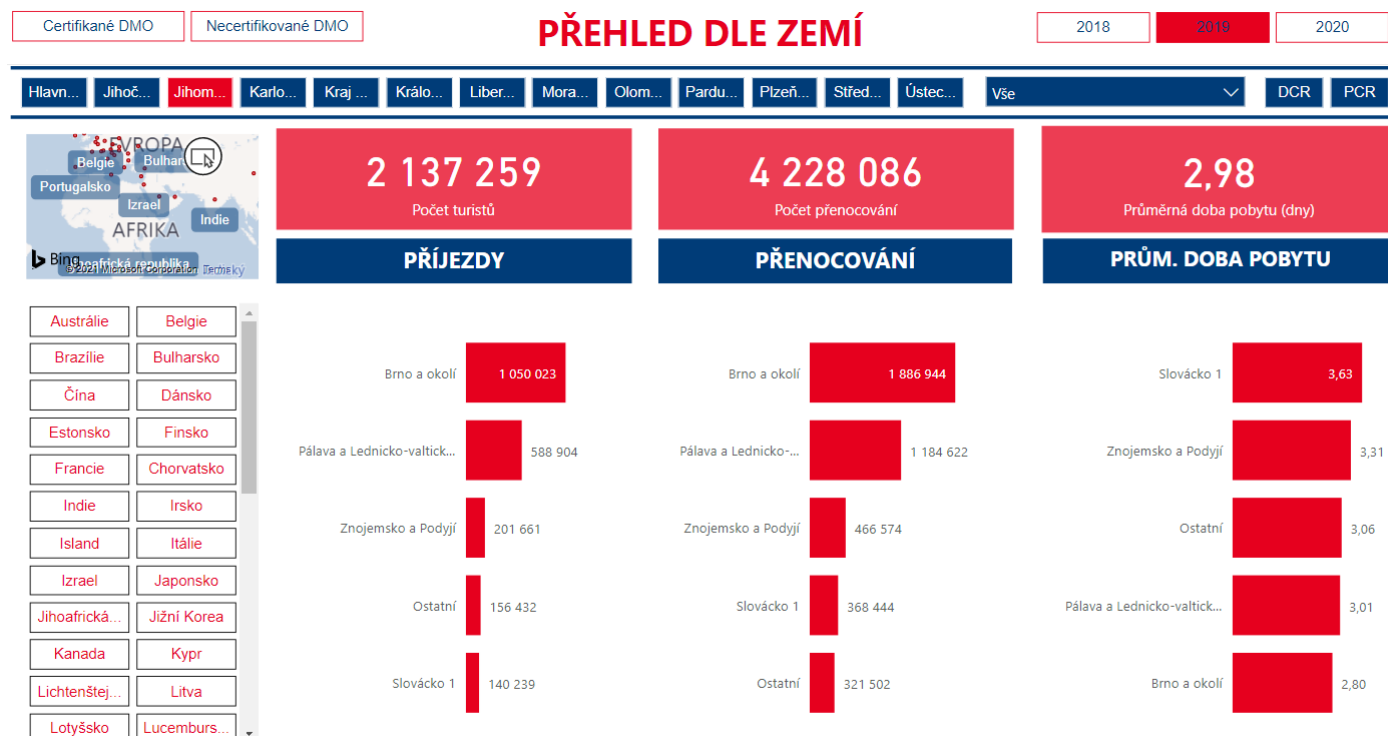 Certifikané DMO
Necertifikované DMO
PŘEHLED DLE ZEMÍ
2018
2019
2020
Hlavn...
Jihoč...
Jihom...
Karlo...
Kraj ...
Králo...
Liber...
Mora...
Olom...
Pardu...
Plzeň...
Střed...
Ústec...
Vše
DCR
PCR
EVROPA
Belgie
Bulhar
Portugalsko
Izrael
Indie
AFRIKA
Bing
© 2021 Microsoft Corporation
2 137 259
Počet turistů
4 228 086
Počet přenocování
2,98
Průměrná doba pobytu (dny)
PŘÍJEZDY
PŘENOCOVÁNÍ
PRŮM. DOBA POBYTU
Austrálie
Belgie
Brazílie
Bulharsko
Čína
Dánsko
Estonsko
Finsko
Francie
Chorvatsko
Indie
Irsko
Island
Itálie
Izrael
Japonsko
Jihoafrická...
Jižní Korea
Kanada
Kypr
Lichtenštej...
Litva
Lotyšsko
Lucemburs...
Brno a okolí 1 050 023
Pálava a Lednicko-valtick... 588 904
Znojemsko a Podyjí 201 661
Ostatní 156 432
Slovácko 1 140 239
Brno a okolí 1 886 944
Pálava a Lednicko-... 1 184 622
Znojemsko a Podyjí 466 574
Slovácko 1 368 444
Ostatní 321 502
Slovácko 1 3,63
Znojemsko a Podyjí 3,31
Ostatní 3,06
Pálava a Lednicko-valtick... 3,01
Brno a okolí 2,80